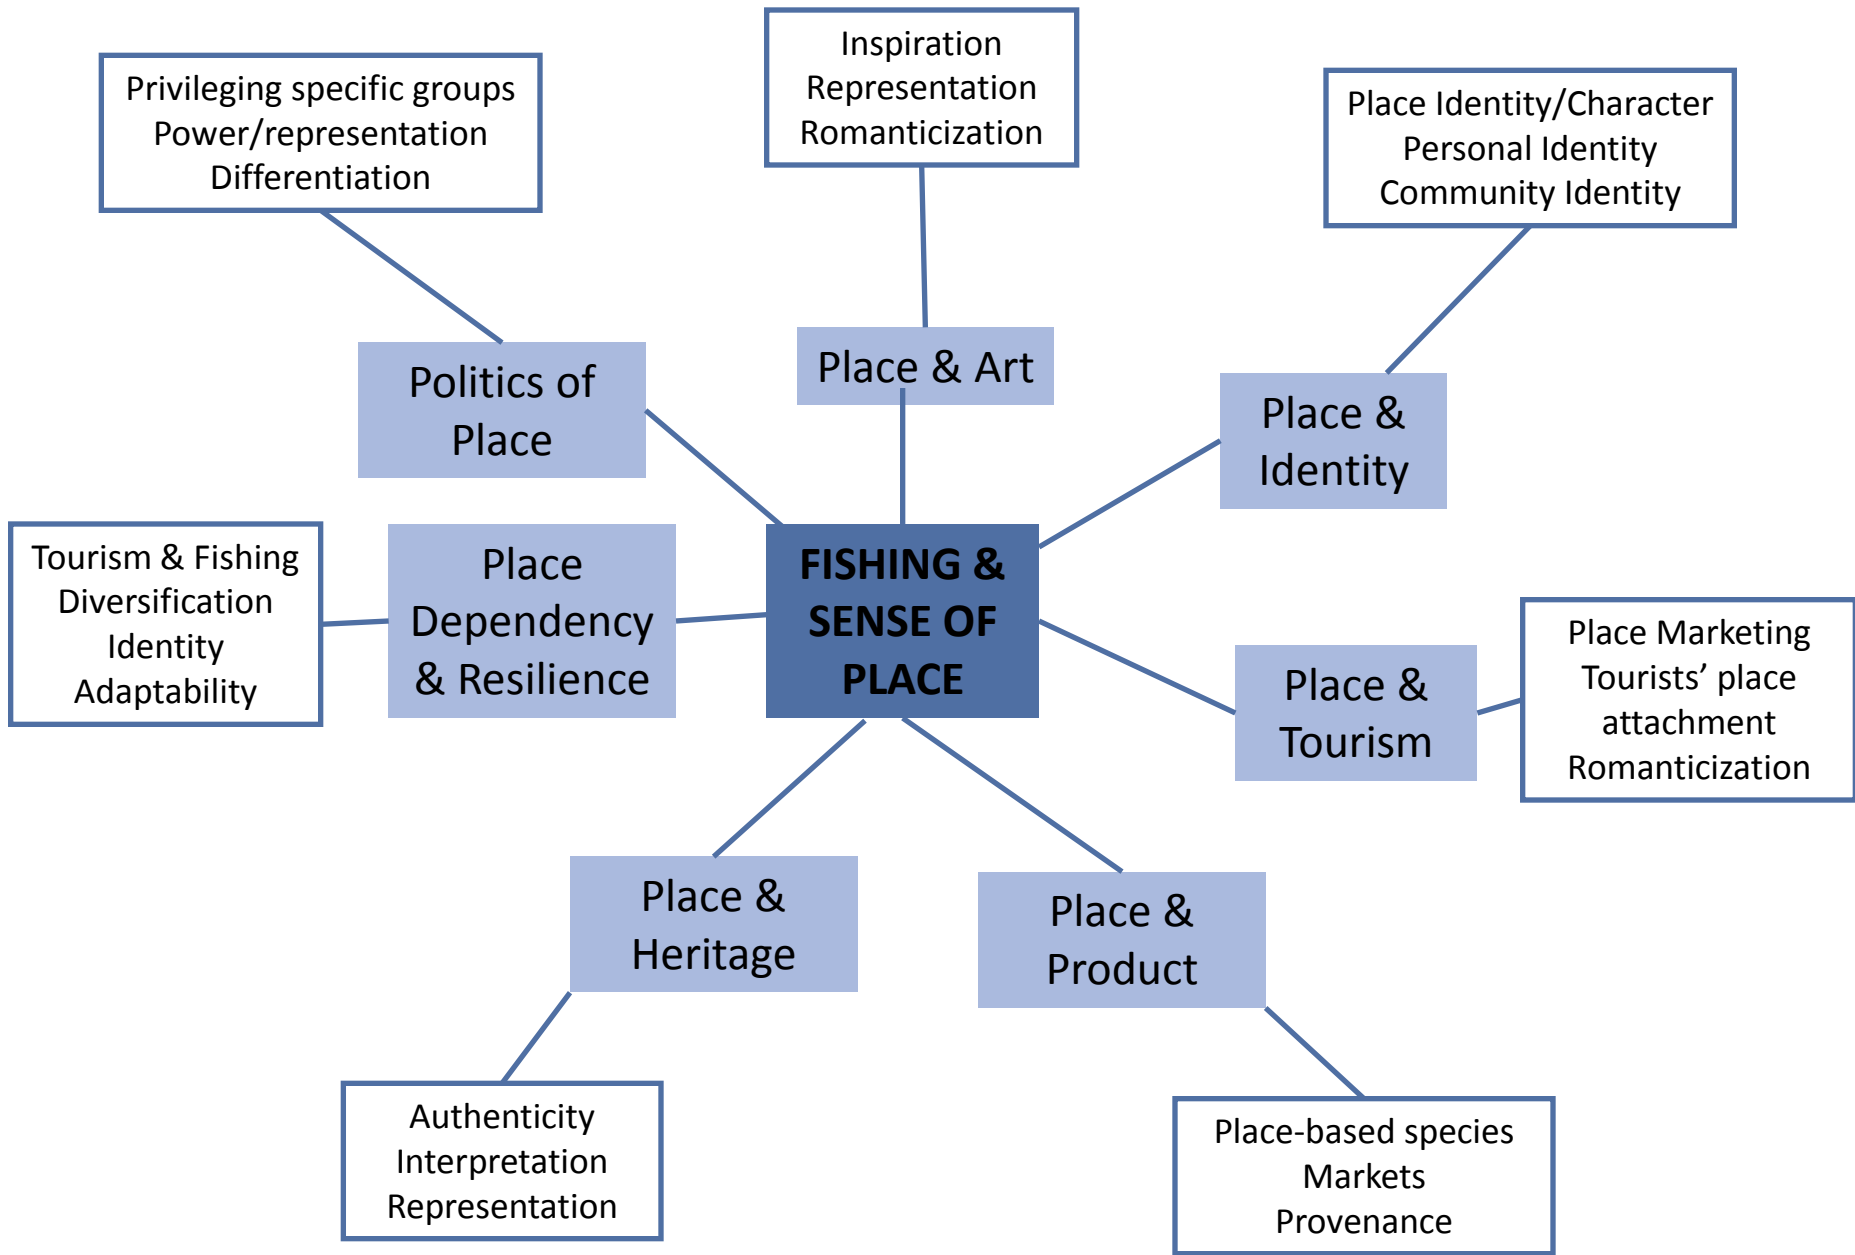 Inspiration
Representation
Romanticization
Privileging specific groups
Power/representation
Differentiation
Place Identity/Character
Personal Identity
Community Identity
Politics of
Place
Place & Art
Place &
Identity
Tourism & Fishing
Diversification
Identity
Adaptability
Place
Dependency
& Resilience
FISHING &
SENSE OF
PLACE
Place &
Tourism
Place Marketing
Tourists’ place
attachment
Romanticization
Place &
Heritage
Place &
Product
Authenticity
Interpretation
Representation
Place-based species
Markets
Provenance